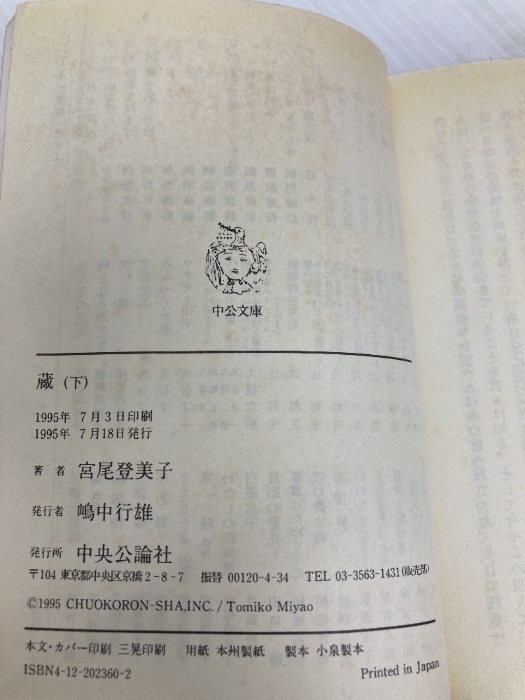 中公文庫
蔵(下)
1995年 7月3日印刷
1995年 7月18日発行
著者 宮尾登美子
発行者 嶋中行雄
発行所 中央公論社
〒104 東京都中央区京橋2-8-7 振替 00120-4-34 TEL 03-3563-1431(販売部)
©1995 CHUOKORON-SHA,INC. / Tomiko Miyao
本文・カバー印刷 三晃印刷 用紙 本州製紙 製本 小泉製本
ISBN4-12-202360-2 Printed in Japan